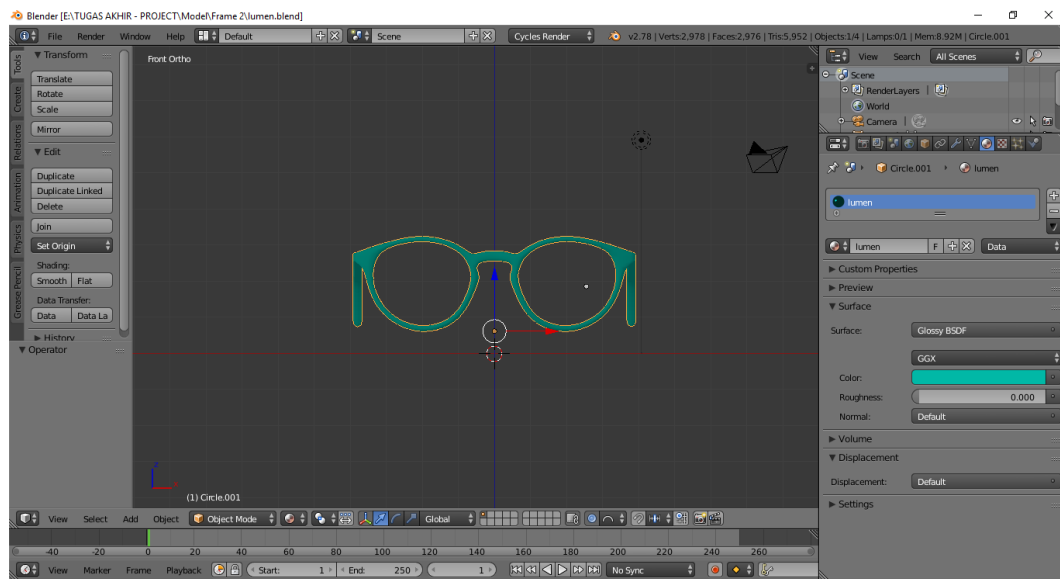 Blender [E:\TUGAS AKHIR - PROJECT\Model\Frame 2\lumen.blend]
File Render Window Help Default Scene Cycles Render v2.78 | Verts:2,978 | Faces:2,976 | Tris:5,952 | Objects:1/4 | Lamps:0/1 | Mem:8.92M | Circle.001
Tools
Create
Relations
Animation
Physics
Grease Pencil
Transform
Translate
Rotate
Scale
Mirror
Edit
Duplicate
Duplicate Linked
Delete
Join
Set Origin
Shading:
Smooth Flat
Data Transfer:
Data Data La
History
Operator
Front Ortho
z
(1) Circle.001
View Select Add Object Object Mode Global
-40 -20 0 20 40 60 80 100 120 140 160 180 200 220 240 260
View Marker Frame Playback Start: 1 End: 250 1 No Sync
View Search All Scenes
Scene
RenderLayers |
World
Camera |
Circle.001 lumen
lumen
lumen F Data
Custom Properties
Preview
Surface
Surface: Glossy BSDF
GGX
Color:
Roughness: 0.000
Normal: Default
Volume
Displacement
Displacement: Default
Settings